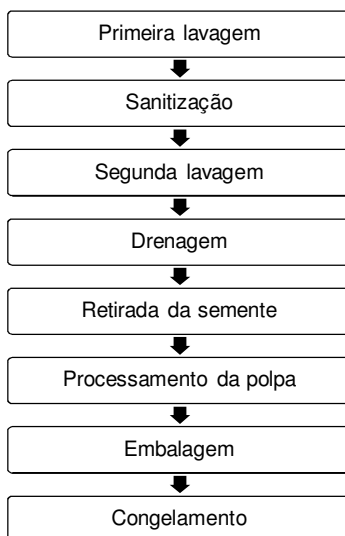 Primeira lavagem
Sanitização
Segunda lavagem
Drenagem
Retirada da semente
Processamento da polpa
Embalagem
Congelamento